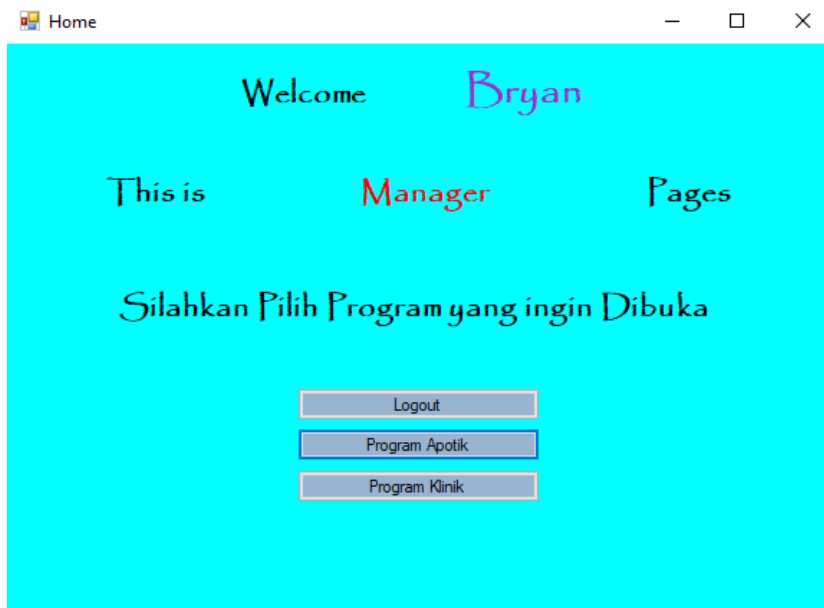 Home
Welcome Bryan
This is Manager Pages
Silahkan Pilih Program yang ingin Dibuka
Logout
Program Apotik
Program Klinik